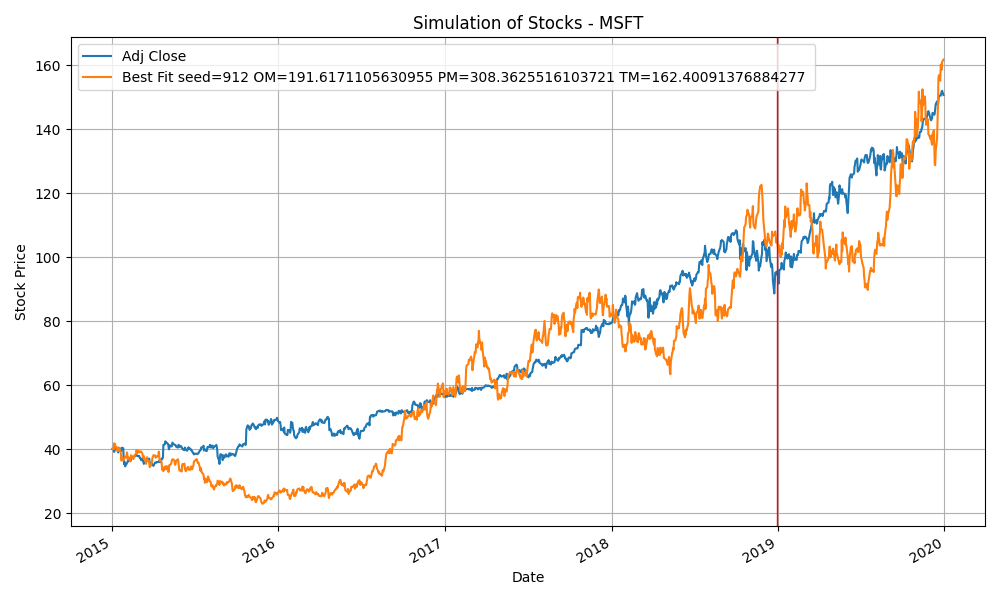 Simulation of Stocks - MSFT
Adj Close
Best Fit seed=912 OM=191.6171105630955 PM=308.3625516103721 TM=162.40091376884277
160
140
120
100
80
60
40
20
Stock Price
2015
2016
2017
2018
2019
2020
Date